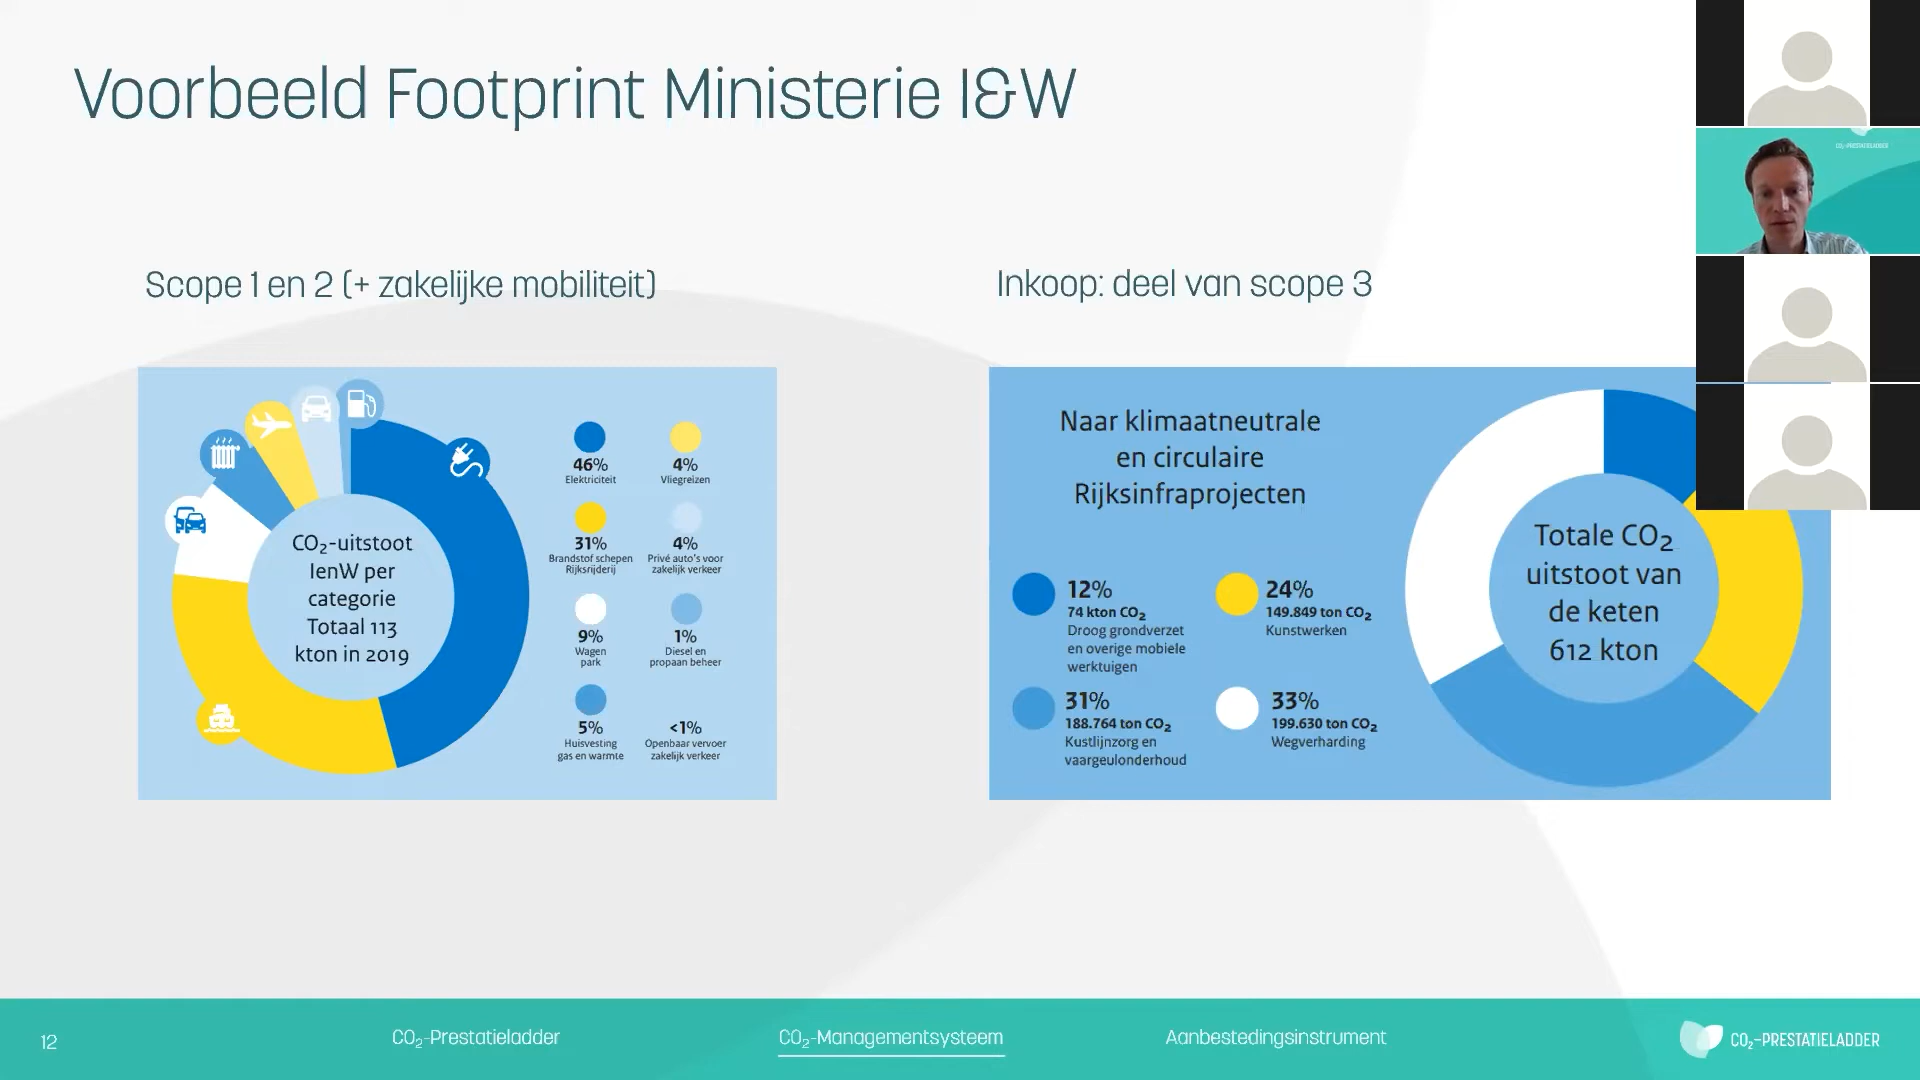 Voorbeeld Footprint Ministerie I&W
Scope 1 en 2 (+ zakelijke mobiliteit)
CO₂-uitstoot
IenW per
categorie
Totaal 113
kton in 2019
46%
Elektriciteit
4%
Vliegreizen
31%
Brandstof schepen
Rijksrijderij
4%
Privé auto's voor
zakelijk verkeer
9%
Wagen
park
1%
Diesel en
propaan beheer
5%
Huisvesting
gas en warmte
<1%
Openbaar vervoer
zakelijk verkeer
Inkoop: deel van scope 3
Naar klimaatneutrale
en circulaire
Rijksinfraprojecten
12%
74 kton CO₂
Droog grondverzet
en overige mobiele
werktuigen
24%
149.849 ton CO₂
Kunstwerken
31%
188.764 ton CO₂
Kustlijnzorg en
vaargeulonderhoud
33%
199.630 ton CO₂
Wegverharding
Totale CO₂
uitstoot van
de keten
612 kton
CO₂-PRESTATIELADDER
12
CO₂-Prestatieladder
CO₂-Managementsysteem
Aanbestedingsinstrument
CO₂-PRESTATIELADDER